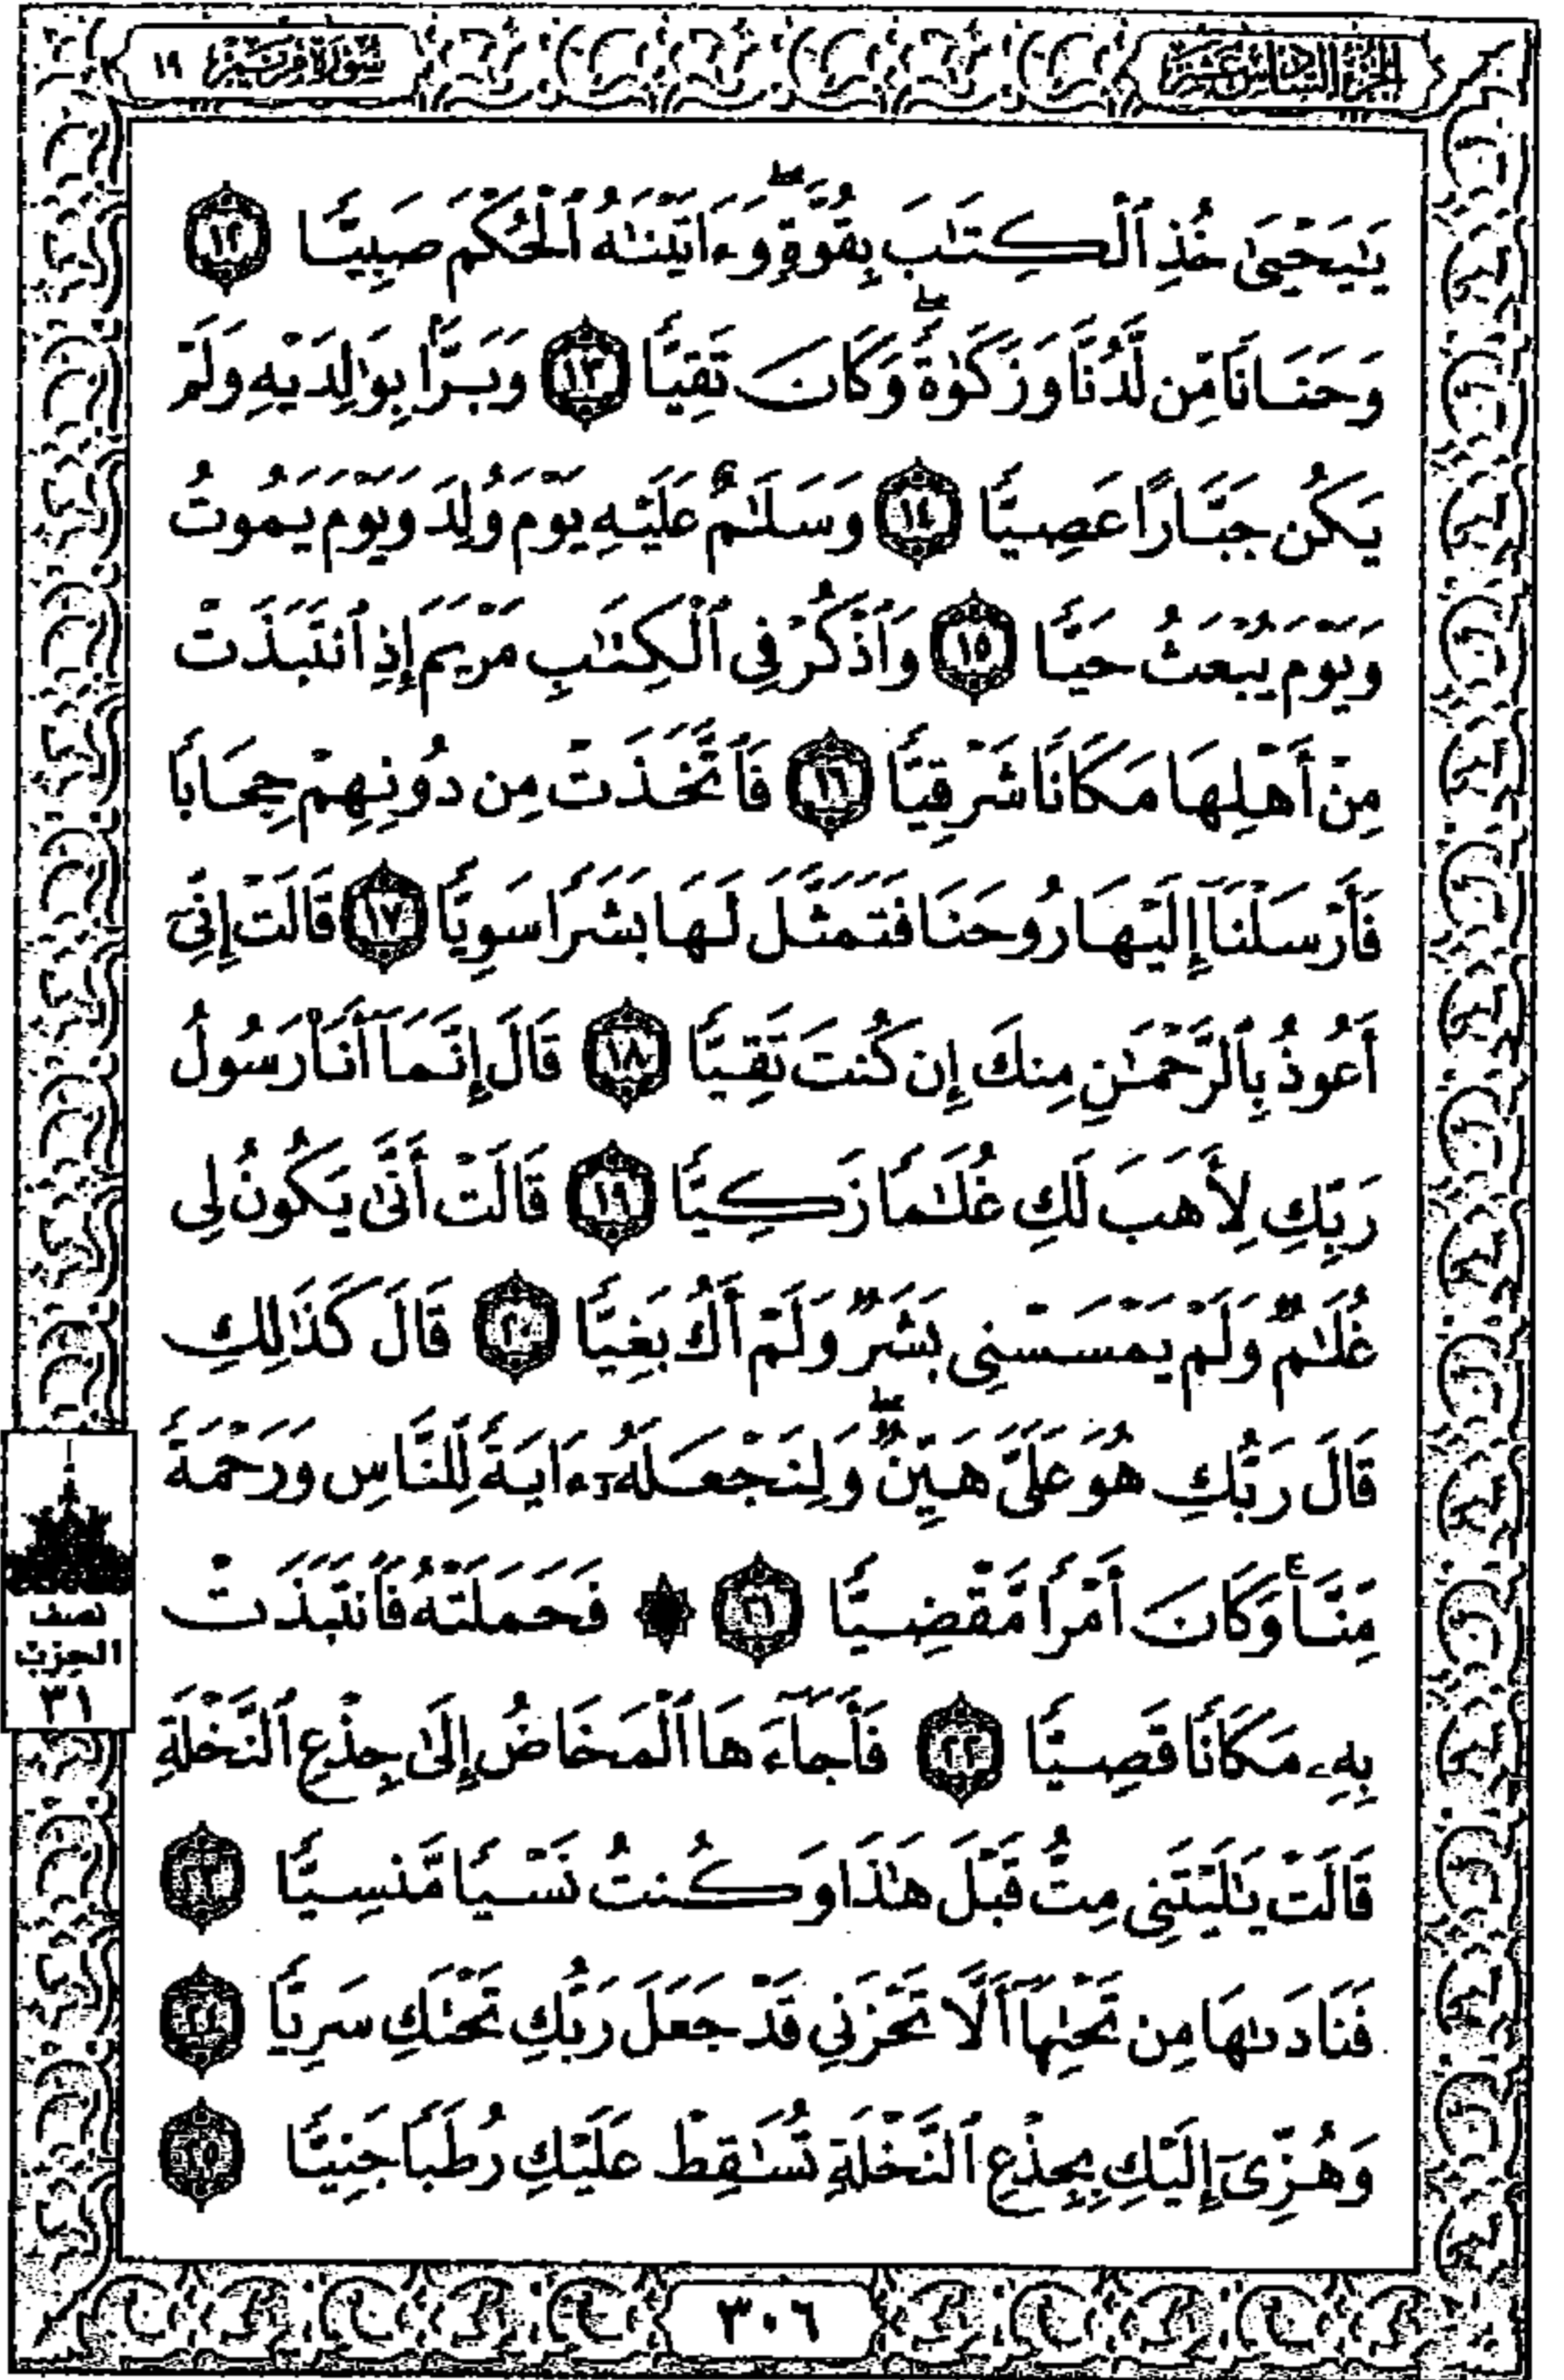 الجزء السادس عشر
سورة مريم ١٩
يَٰيَحْيَىٰ خُذِ ٱلْكِتَٰبَ بِقُوَّةٍۖ وَءَاتَيْنَٰهُ ٱلْحُكْمَ صَبِيًّا ١٢
وَحَنَانًا مِّن لَّدُنَّا وَزَكَوٰةًۖ وَكَانَ تَقِيًّا ١٣ وَبَرًّۢا بِوَٰلِدَيْهِ وَلَمْ
يَكُن جَبَّارًا عَصِيًّا ١٤ وَسَلَٰمٌ عَلَيْهِ يَوْمَ وُلِدَ وَيَوْمَ يَمُوتُ
وَيَوْمَ يُبْعَثُ حَيًّا ١٥ وَٱذْكُرْ فِى ٱلْكِتَٰبِ مَرْيَمَ إِذِ ٱنتَبَذَتْ
مِنْ أَهْلِهَا مَكَانًا شَرْقِيًّا ١٦ فَٱتَّخَذَتْ مِن دُونِهِمْ حِجَابًا
فَأَرْسَلْنَآ إِلَيْهَا رُوحَنَا فَتَمَثَّلَ لَهَا بَشَرًا سَوِيًّا ١٧ قَالَتْ إِنِّىٓ
أَعُوذُ بِٱلرَّحْمَٰنِ مِنكَ إِن كُنتَ تَقِيًّا ١٨ قَالَ إِنَّمَآ أَنَا۠ رَسُولُ
رَبِّكِ لِأَهَبَ لَكِ غُلَٰمًا زَكِيًّا ١٩ قَالَتْ أَنَّىٰ يَكُونُ لِى
غُلَٰمٌ وَلَمْ يَمْسَسْنِى بَشَرٌ وَلَمْ أَكُ بَغِيًّا ٢٠ قَالَ كَذَٰلِكِ
قَالَ رَبُّكِ هُوَ عَلَىَّ هَيِّنٌۖ وَلِنَجْعَلَهُۥٓ ءَايَةً لِّلنَّاسِ وَرَحْمَةً
مِّنَّاۚ وَكَانَ أَمْرًا مَّقْضِيًّا ٢١ ۞ فَحَمَلَتْهُ فَٱنتَبَذَتْ
بِهِۦ مَكَانًا قَصِيًّا ٢٢ فَأَجَآءَهَا ٱلْمَخَاضُ إِلَىٰ جِذْعِ ٱلنَّخْلَةِ
قَالَتْ يَٰلَيْتَنِى مِتُّ قَبْلَ هَٰذَا وَكُنتُ نَسْيًا مَّنسِيًّا ٢٣
فَنَادَىٰهَا مِن تَحْتِهَآ أَلَّا تَحْزَنِى قَدْ جَعَلَ رَبُّكِ تَحْتَكِ سَرِيًّا ٢٤
وَهُزِّىٓ إِلَيْكِ بِجِذْعِ ٱلنَّخْلَةِ تُسَٰقِطْ عَلَيْكِ رُطَبًا جَنِيًّا ٢٥
نصف
الحزب
٣١
٣٠٦